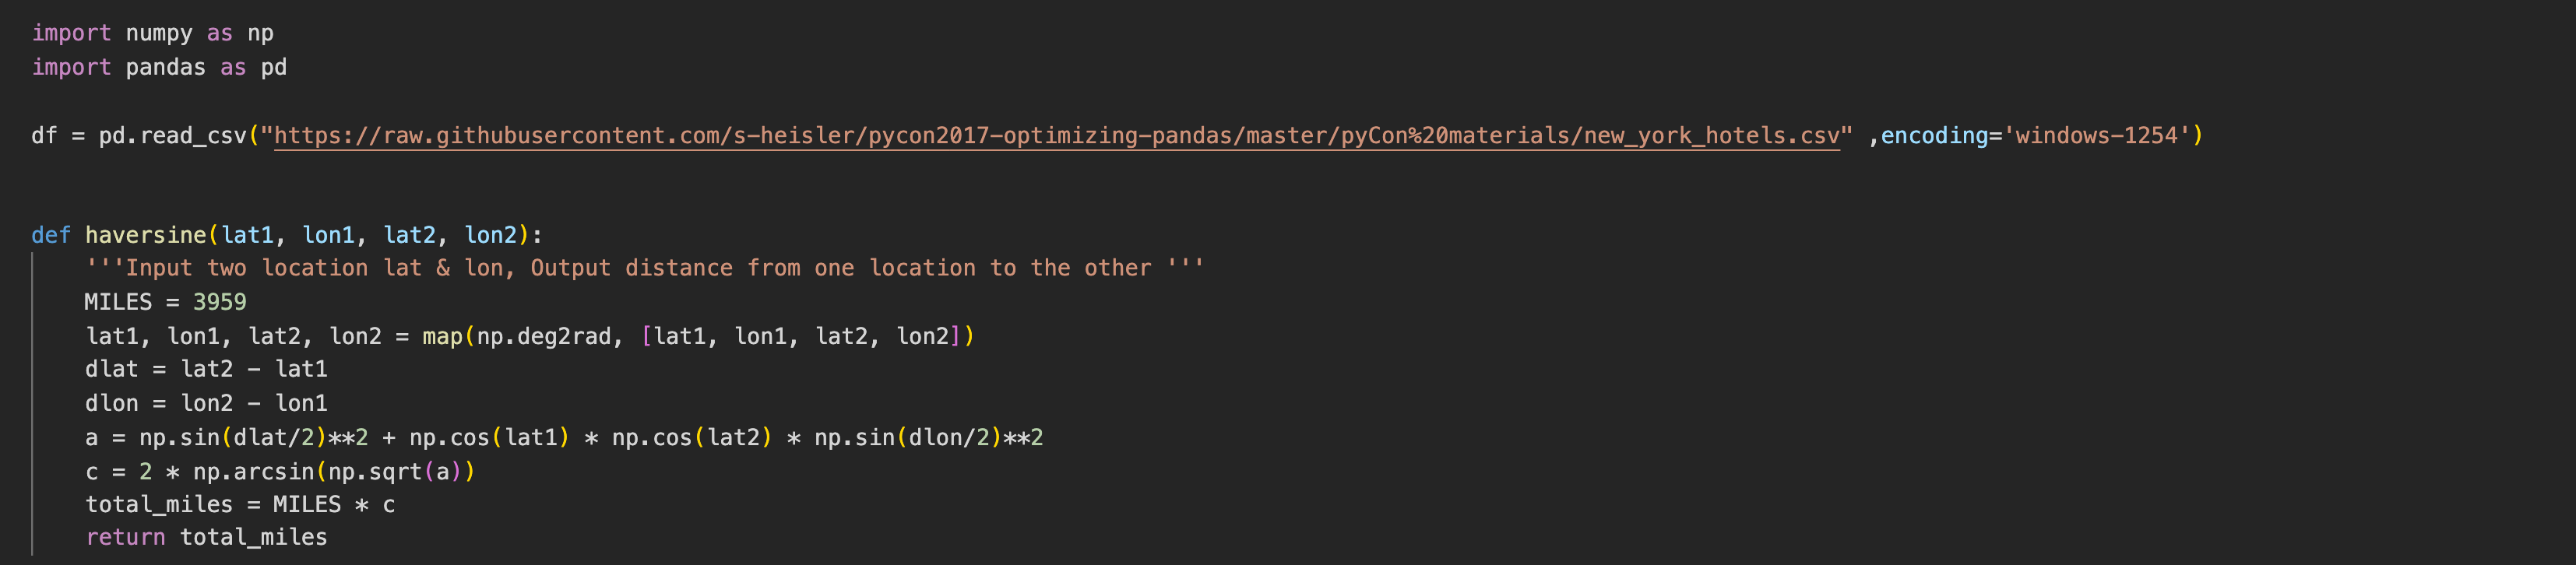 import numpy as np
import pandas as pd
df = pd.read_csv("https://raw.githubusercontent.com/s-heisler/pycon2017-optimizing-pandas/master/pyCon%20materials/new_york_hotels.csv" ,encoding='windows-1254')
def haversine(lat1, lon1, lat2, lon2):
    '''Input two location lat & lon, Output distance from one location to the other '''
    MILES = 3959
    lat1, lon1, lat2, lon2 = map(np.deg2rad, [lat1, lon1, lat2, lon2])
    dlat = lat2 - lat1
    dlon = lon2 - lon1
    a = np.sin(dlat/2)**2 + np.cos(lat1) * np.cos(lat2) * np.sin(dlon/2)**2
    c = 2 * np.arcsin(np.sqrt(a))
    total_miles = MILES * c
    return total_miles